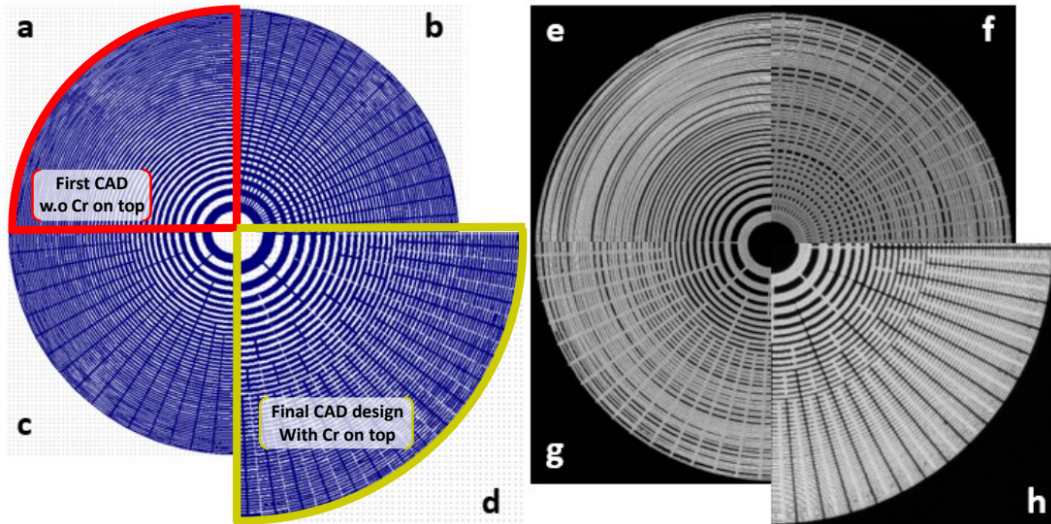 a
b
e
f
First CAD
w.o Cr on top
c
Final CAD design
With Cr on top
d
g
h